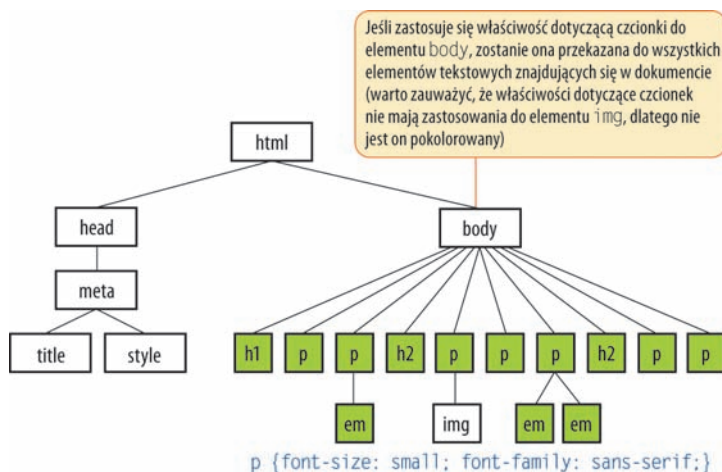 Jeśli zastosuje się właściwość dotyczącą czcionki do
elementu body, zostanie ona przekazana do wszystkich
elementów tekstowych znajdujących się w dokumencie
(warto zauważyć, że właściwości dotyczące czcionek
nie mają zastosowania do elementu img, dlatego nie
jest on pokolorowany)
html
head body
meta
title style h1 p p h2 p p p h2 p p
em img em em
p {font-size: small; font-family: sans-serif;}